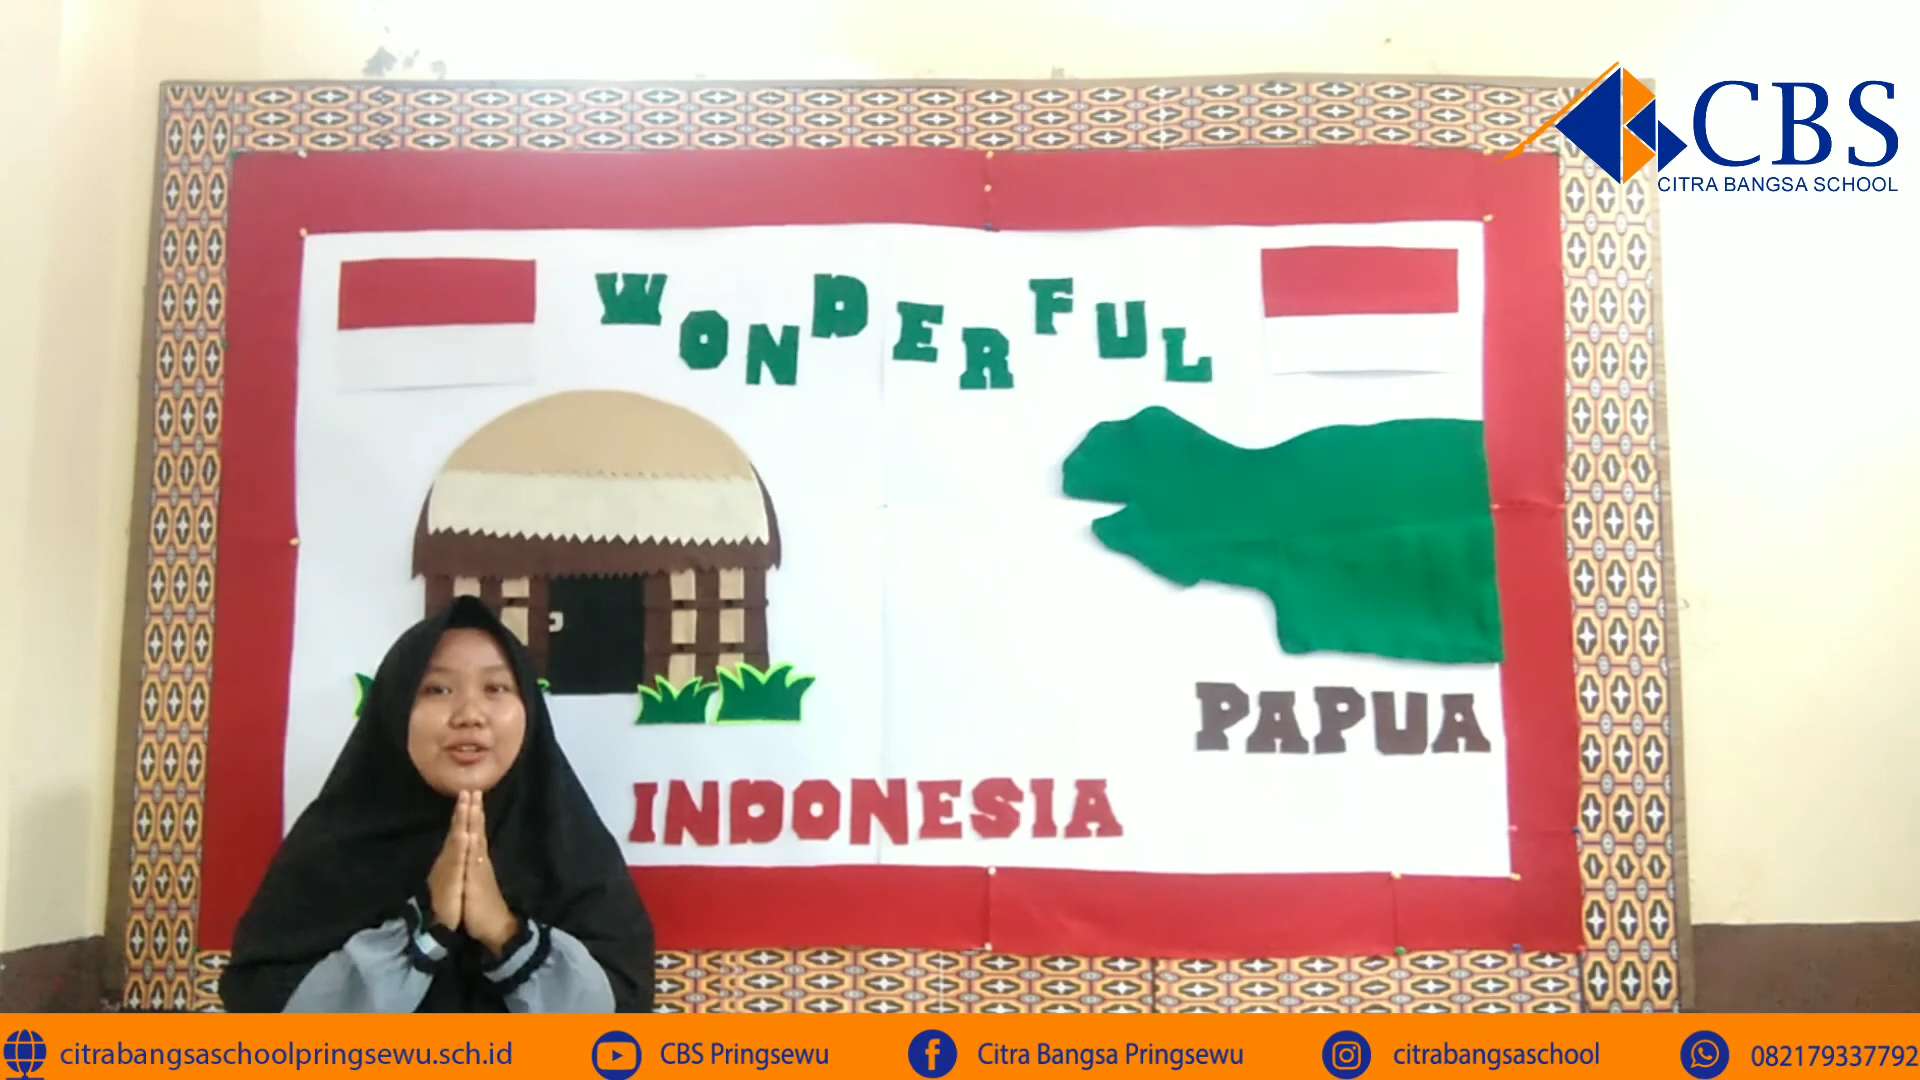 CBS
CITRA BANGSA SCHOOL
WONDERFUL
PAPUA
INDONESIA
citrabangsaschoolpringsewu.sch.id
CBS Pringsewu
Citra Bangsa Pringsewu
citrabangsaschool
082179337792